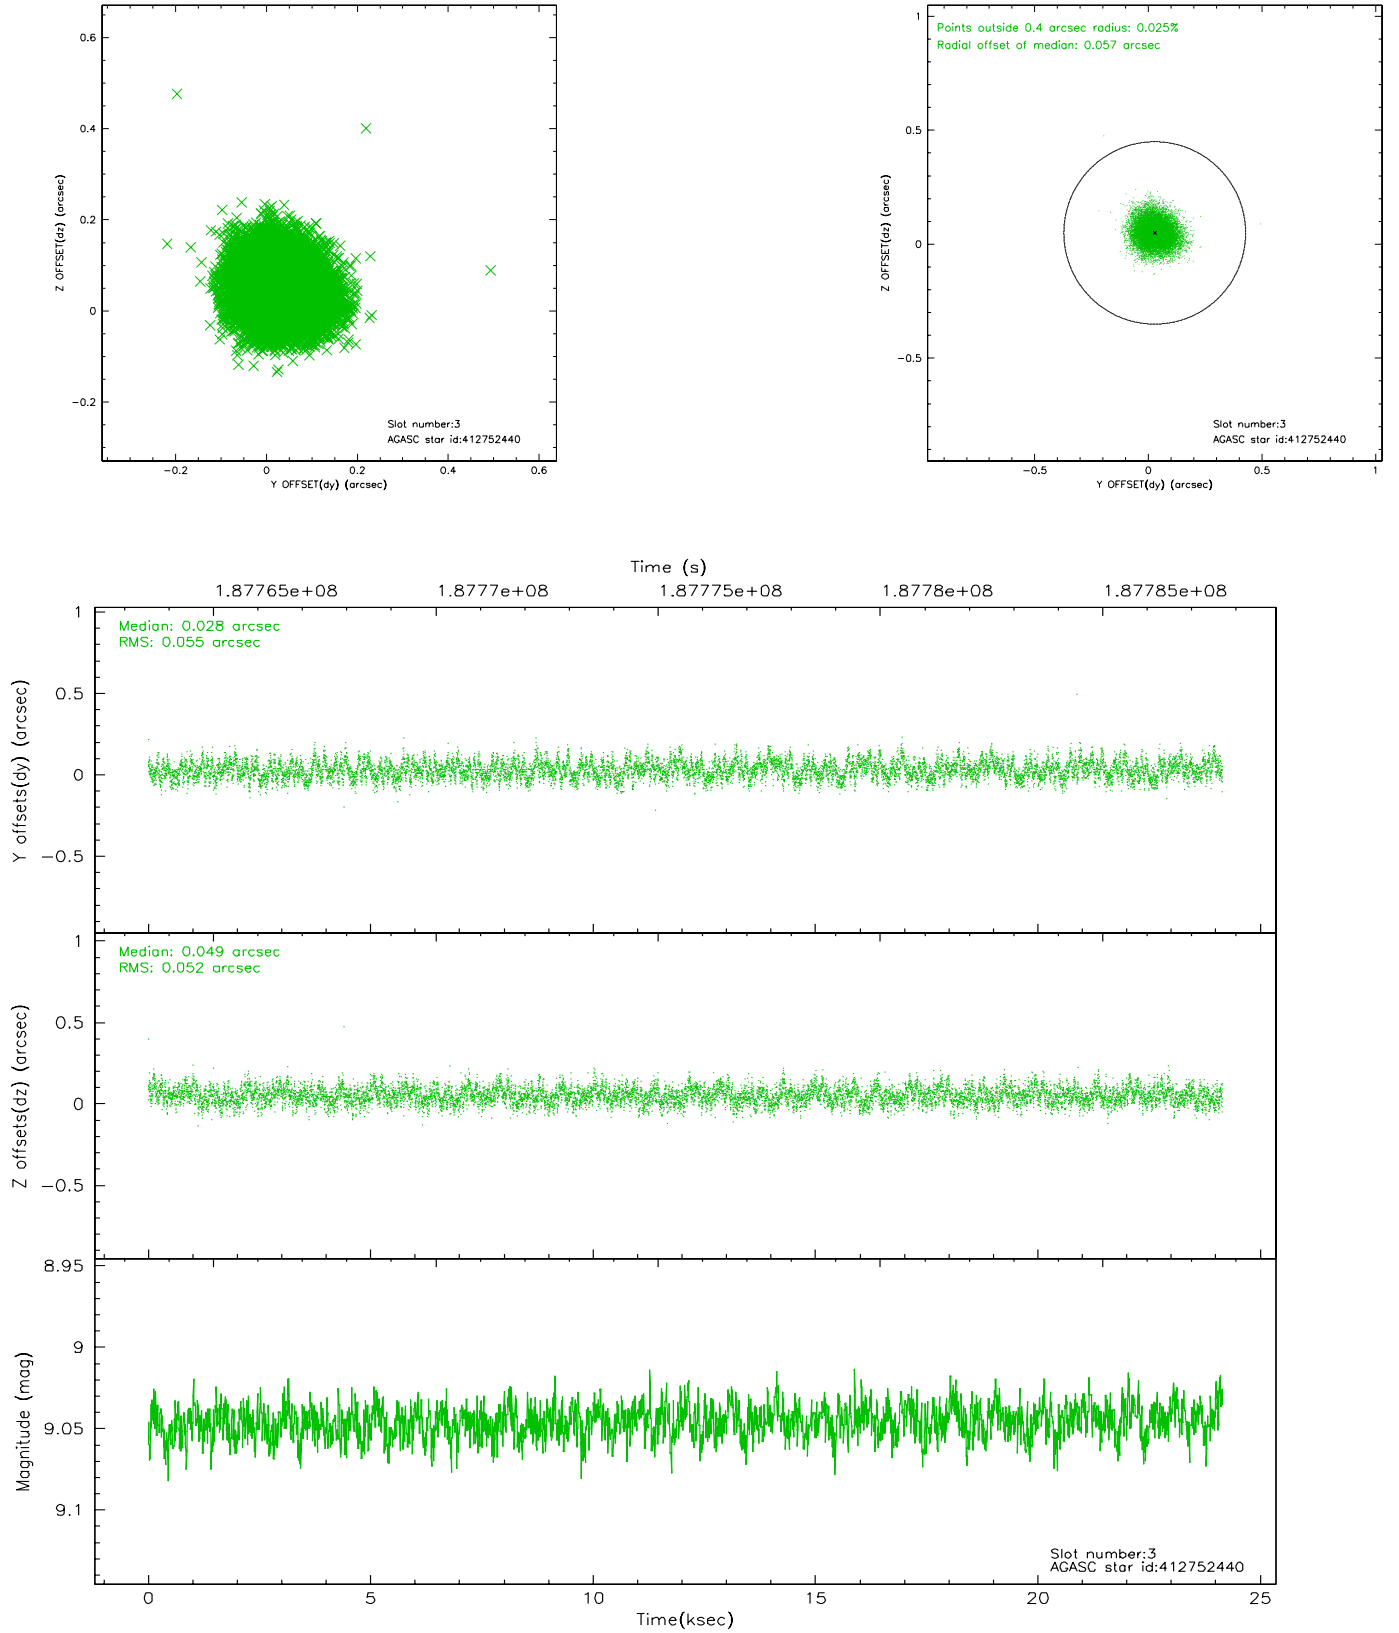 0.6
0.4
0.2
0
−0.2
Z OFFSET(dz) (arcsec)
Slot number:3
AGASC star id:412752440
−0.2 0 0.2 0.4 0.6
Y OFFSET(dy) (arcsec)
Points outside 0.4 arcsec radius: 0.025%
Radial offset of median: 0.057 arcsec
1
0.5
0
−0.5
Z OFFSET(dz) (arcsec)
Slot number:3
AGASC star id:412752440
−0.5 0 0.5 1
Y OFFSET(dy) (arcsec)
Time (s)
1.87765e+08 1.8777e+08 1.87775e+08 1.8778e+08 1.87785e+08
Median: 0.028 arcsec
RMS: 0.055 arcsec
1
0.5
0
−0.5
Y offsets(dy) (arcsec)
Median: 0.049 arcsec
RMS: 0.052 arcsec
1
0.5
0
−0.5
Z offsets(dz) (arcsec)
8.95
9
9.05
9.1
Magnitude (mag)
Slot number:3
AGASC star id:412752440
0 5 10 15 20 25
Time(ksec)